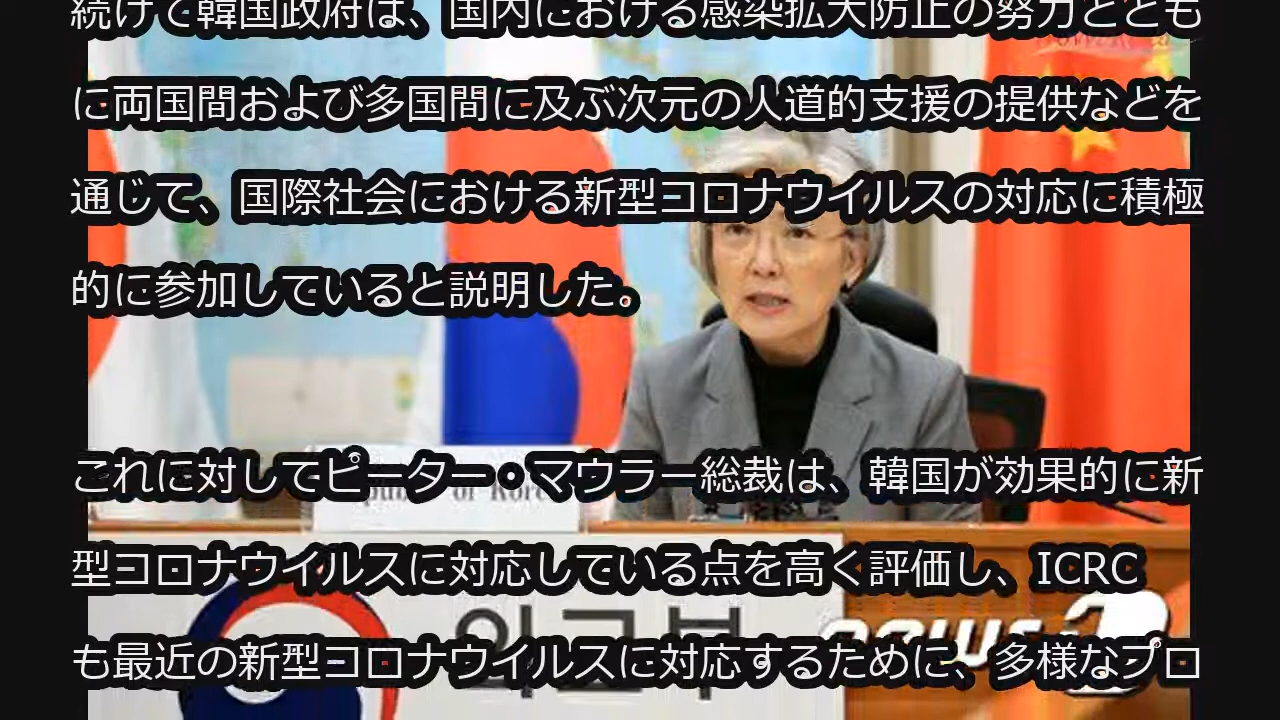 続けて韓国政府は、国内における感染拡大防止の努力ととも
に両国間および多国間に及ぶ次元の人道的支援の提供などを
通じて、国際社会における新型コロナウイルスの対応に積極
的に参加していると説明した。
これに対してピーター・マウラー総裁は、韓国が効果的に新
of Kore
型コロナウイルスに対応している点を高く評価し、ICRC
외교부
news1
も最近の新型コロナウイルスに対応するために、多様なプロ